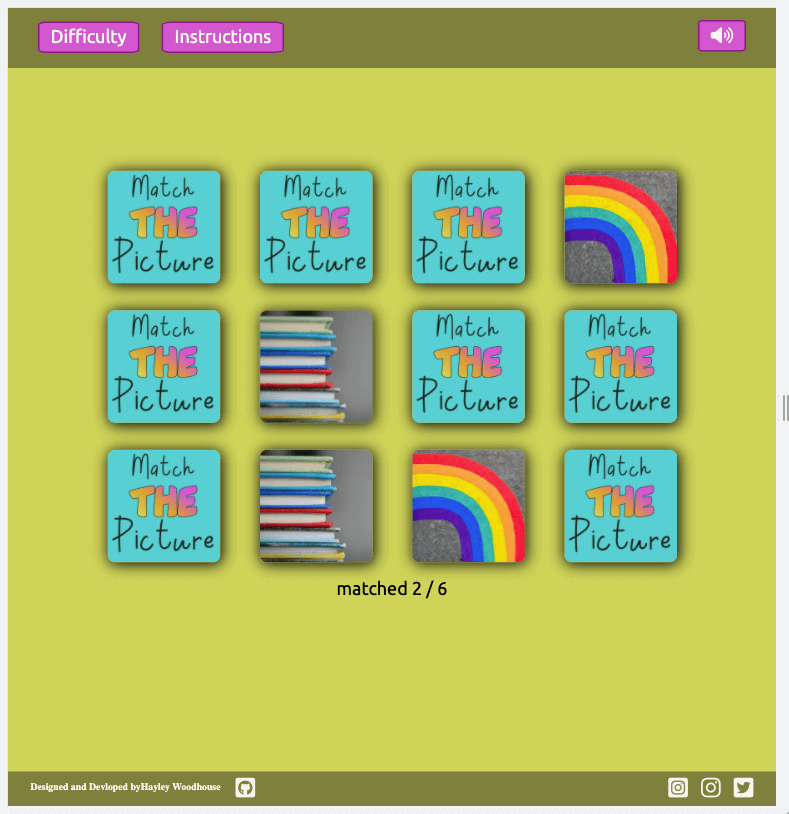 Difficulty Instructions
Match Match Match
THE THE THE
Picture Picture Picture
Match Match Match
THE THE THE
Picture Picture Picture
Match Match
THE THE
Picture Picture
matched 2 / 6
Designed and Devloped byHayley Woodhouse